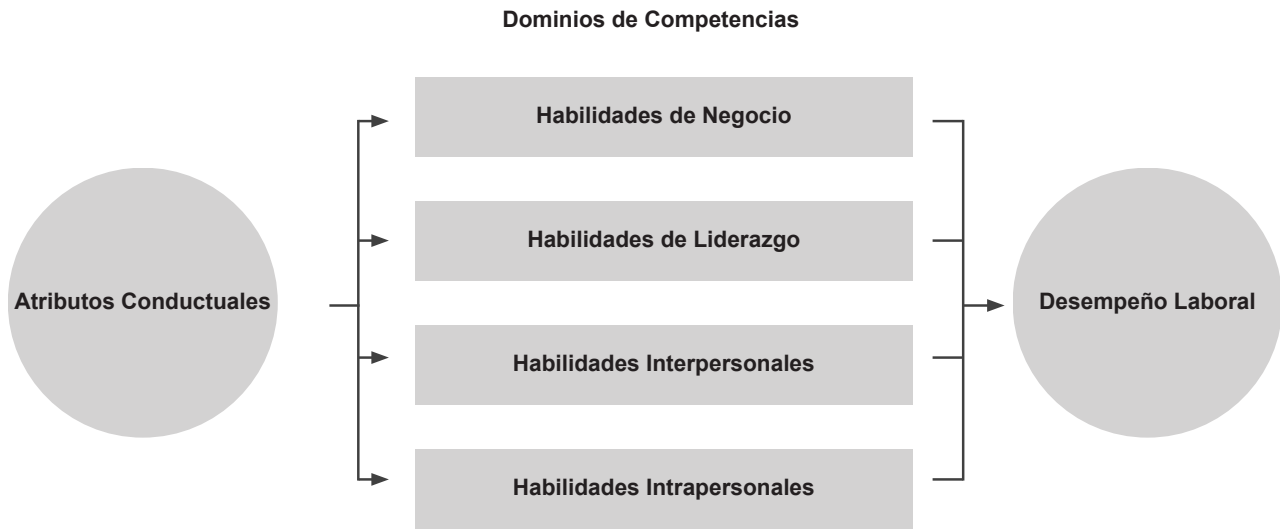 Dominios de Competencias
Habilidades de Negocio
Habilidades de Liderazgo
Atributos Conductuales
Desempeño Laboral
Habilidades Interpersonales
Habilidades Intrapersonales